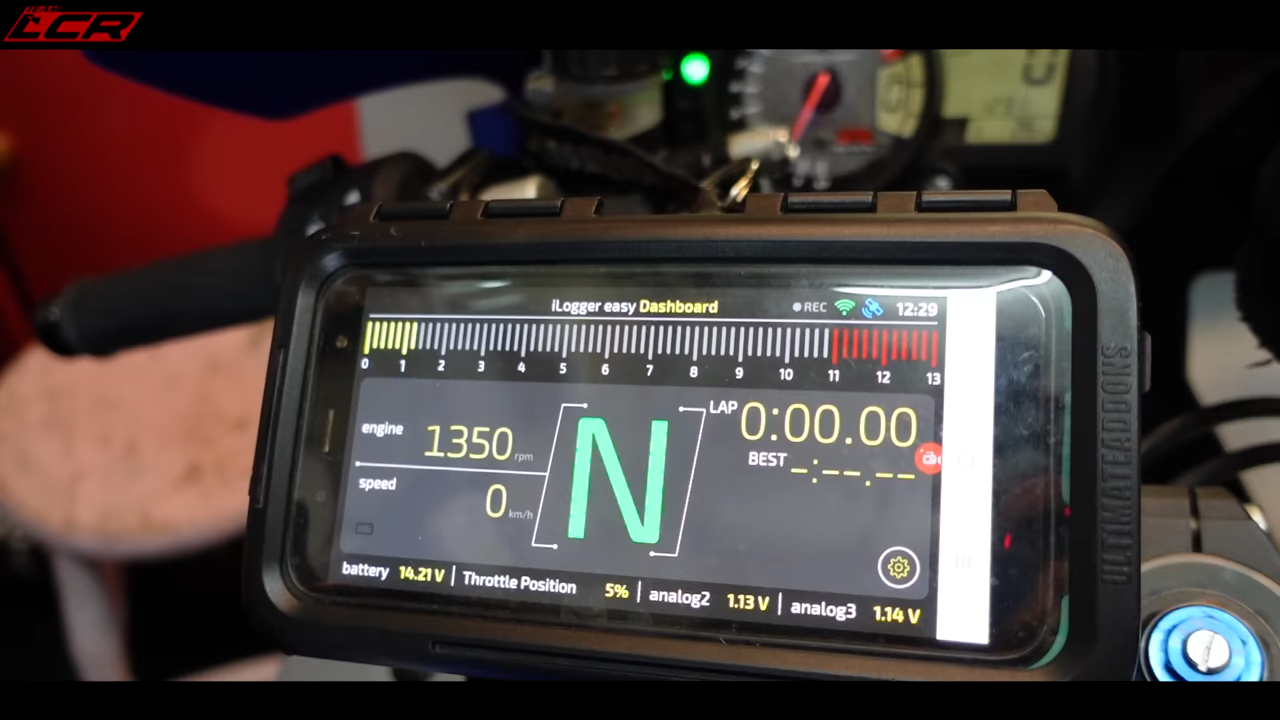 LCR
iLogger easy Dashboard REC 12:29
0 1 2 3 4 5 6 7 8 9 10 11 12 13
engine 1350 rpm
speed 0 km/h
N
LAP 0:00.00
BEST -:--.--
battery 14.21 V | Throttle Position 5% | analog2 1.13 V | analog3 1.14 V
ULTIMATEADDONS